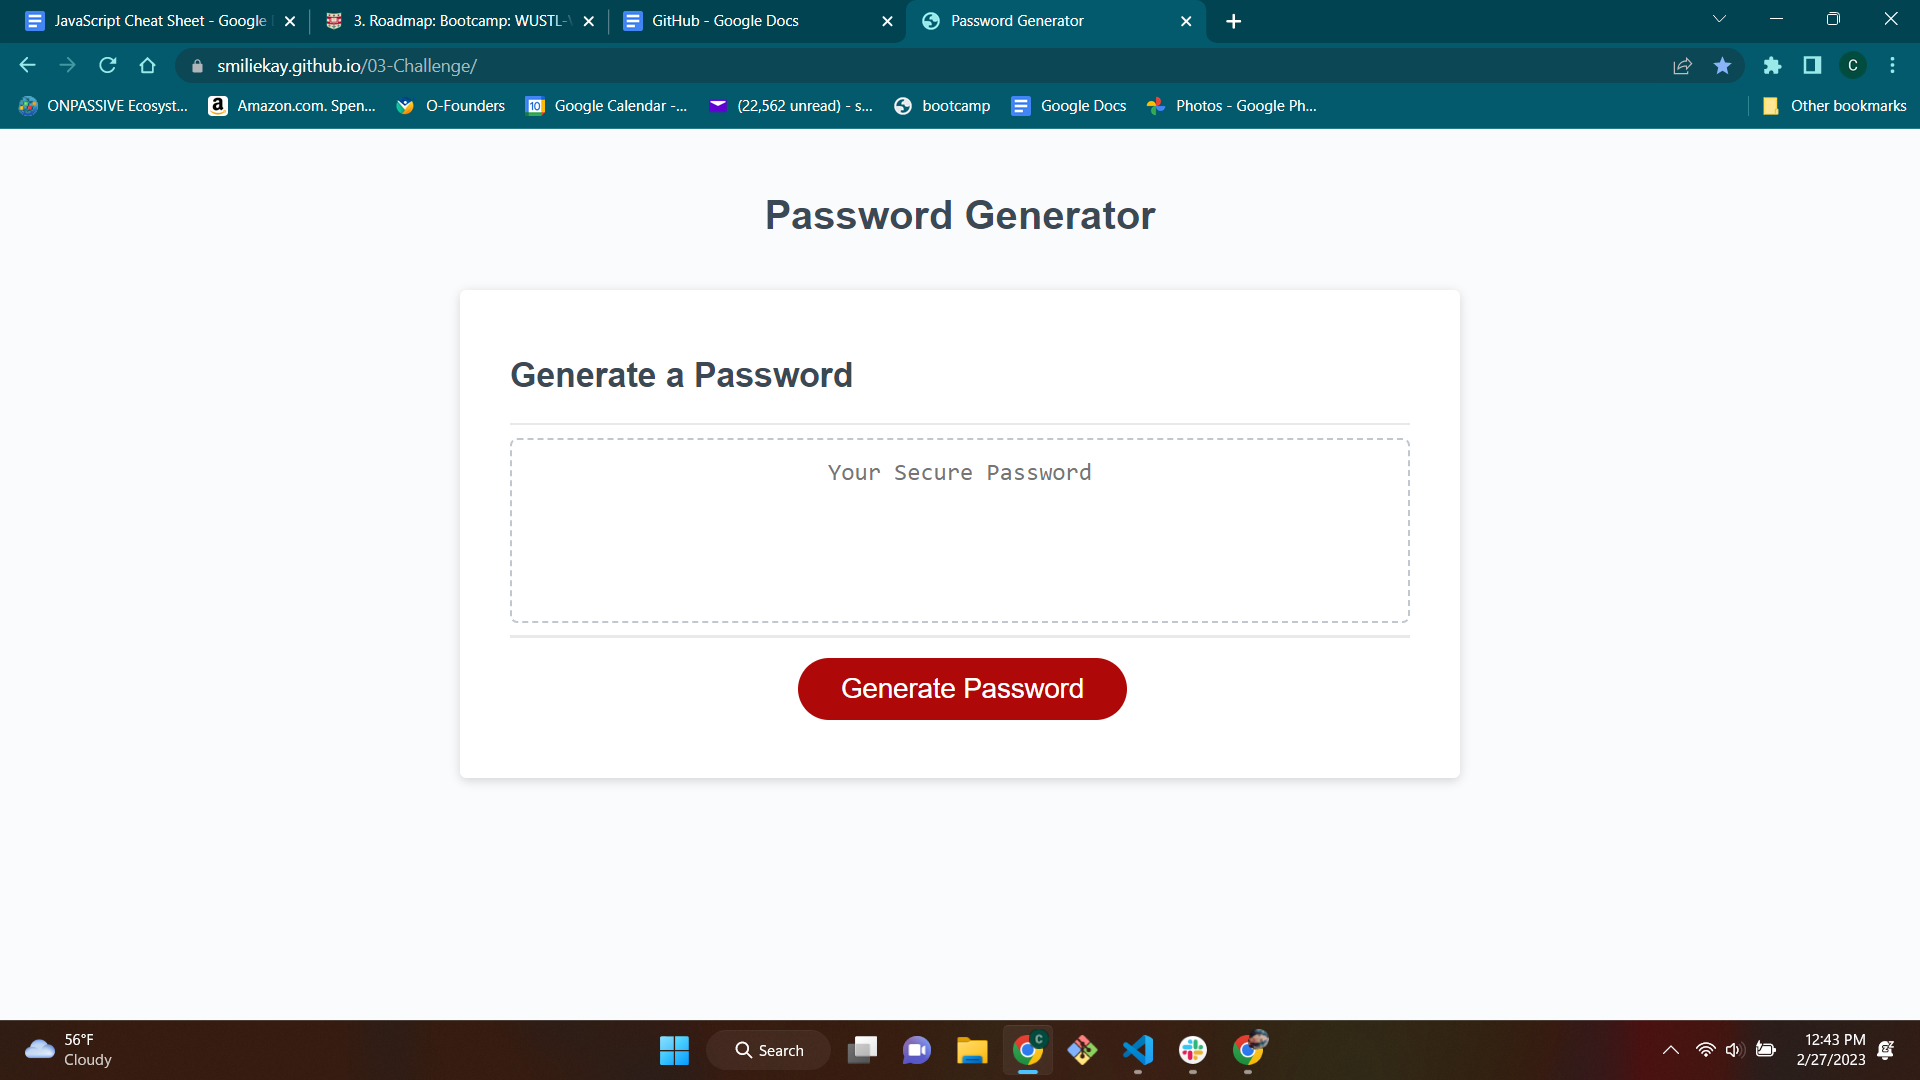 JavaScript Cheat Sheet - Google
3. Roadmap: Bootcamp: WUSTL-
GitHub - Google Docs
Password Generator
smiliekay.github.io/03-Challenge/
C
ONPASSIVE Ecosyst...
Amazon.com. Spen...
O-Founders
10
Google Calendar -...
(22,562 unread) - s...
bootcamp
Google Docs
Photos - Google Ph...
Other bookmarks
Password Generator
Generate a Password
Your Secure Password
Generate Password
56°F
Cloudy
Search
C
12:43 PM
2/27/2023